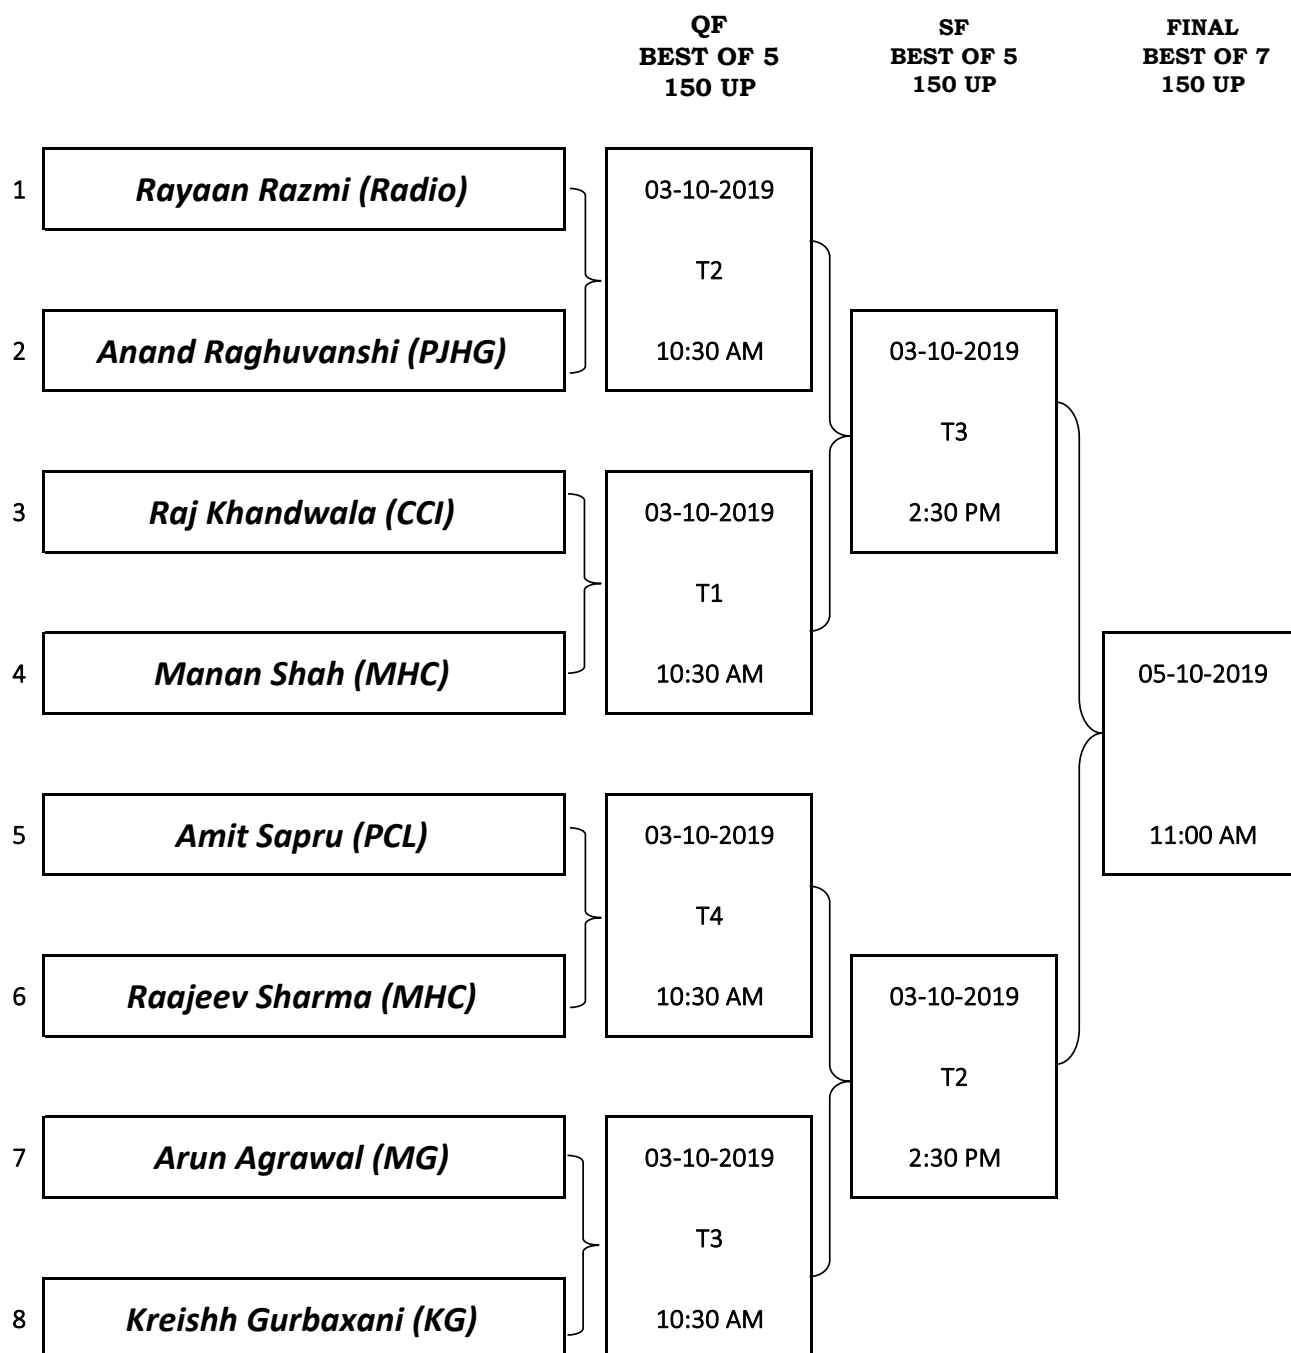 QF
BEST OF 5
150 UP
SF
BEST OF 5
150 UP
FINAL
BEST OF 7
150 UP
1 Rayaan Razmi (Radio)
03-10-2019
T2
10:30 AM
2 Anand Raghuvanshi (PJHG)
03-10-2019
T3
2:30 PM
3 Raj Khandwala (CCI)
03-10-2019
T1
10:30 AM
4 Manan Shah (MHC)
05-10-2019
11:00 AM
5 Amit Sapru (PCL)
03-10-2019
T4
10:30 AM
6 Raajeev Sharma (MHC)
03-10-2019
T2
2:30 PM
7 Arun Agrawal (MG)
03-10-2019
T3
10:30 AM
8 Kreishh Gurbaxani (KG)